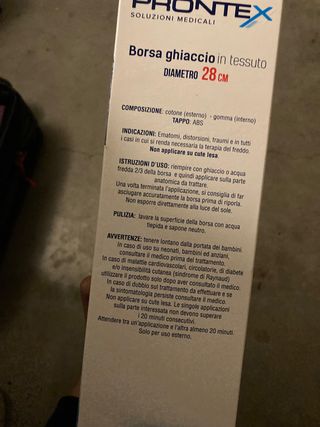 PRONTEX
SOLUZIONI MEDICALI
Borsa ghiaccio in tessuto
DIAMETRO 28 CM
COMPOSIZIONE: cotone (esterno) - gomma (interno)
TAPPO: ABS
INDICAZIONI: Ematomi, distorsioni, traumi e in tutti
i casi in cui si renda necessaria la terapia del freddo.
Non applicare su cute lesa.
ISTRUZIONI D'USO: riempire con ghiaccio o acqua
fredda 2/3 della borsa e quindi applicare sulla parte
anatomica da trattare.
Una volta terminata l'applicazione, si consiglia di far
asciugare accuratamente la borsa prima di riporla.
Non esporre direttamente alla luce del sole.
PULIZIA: lavare la superficie della borsa con acqua
tiepida e sapone neutro.
AVVERTENZE: tenere lontano dalla portata dei bambini.
In caso di uso su neonati, bambini ed anziani,
consultare il medico prima del trattamento.
In caso di malattie cardiovascolari, circolatorie, di diabete
e/o insensibilità cutanea (sindrome di Raynaud)
utilizzare il prodotto solo dopo aver consultato il medico.
In caso di dubbio sul trattamento da effettuare e se
la sintomatologia persiste consultare il medico.
Non applicare su cute lesa. Le singole applicazioni
sulla parte interessata non devono superare
i 20 minuti consecutivi.
Attendere tra un'applicazione e l'altra almeno 20 minuti.
Solo per uso esterno.